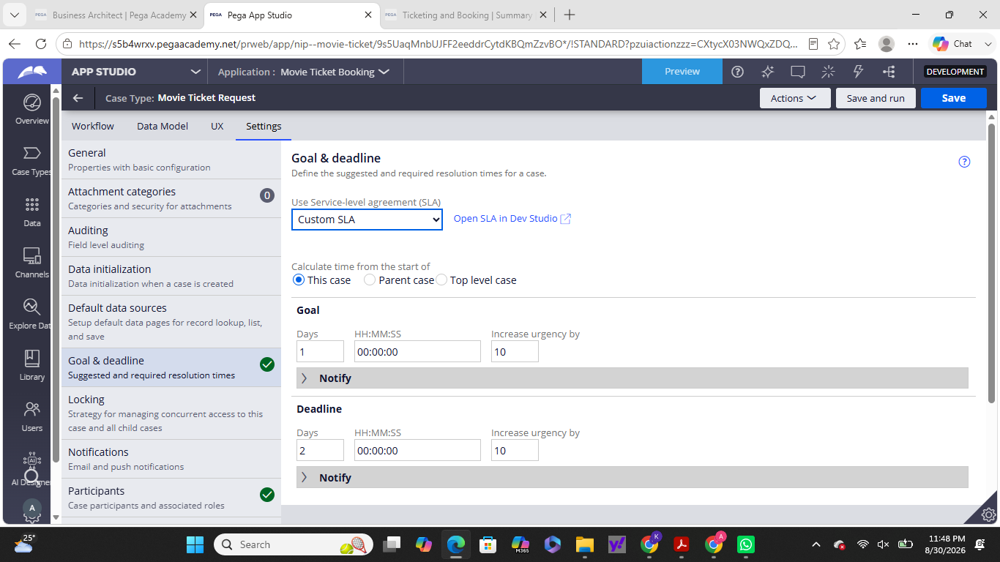 PEGA Business Architect | Pega Academy
PEGA Pega App Studio
PEGA Ticketing and Booking | Summary
https://s5b4wrxv.pegaacademy.net/prweb/app/nip--movie-ticket/9s5UaqMnbUJFF2eeddrCytdKBQmZzvBO*/!STANDARD?pzuiactionzzz=CXtycX03NWQxZDQ...
Chat
APP STUDIO
Application : Movie Ticket Booking
Preview
DEVELOPMENT
Case Type: Movie Ticket Request
Actions
Save and run
Save
Overview
Case Types
Data
Channels
Explore Dat
Library
Users
AI
AI Designe
A
Workflow
Data Model
UX
Settings
General
Properties with basic configuration
Attachment categories
0
Categories and security for attachments
Auditing
Field level auditing
Data initialization
Data initialization when a case is created
Default data sources
Setup default data pages for record lookup, list,
and save
Goal & deadline
Suggested and required resolution times
Locking
Strategy for managing concurrent access to this
case and all child cases
Notifications
Email and push notifications
Participants
Case participants and associated roles
Goal & deadline
Define the suggested and required resolution times for a case.
Use Service-level agreement (SLA)
Custom SLA
Open SLA in Dev Studio
Calculate time from the start of
This case Parent case Top level case
Goal
Days HH:MM:SS Increase urgency by
1 00:00:00 10
Notify
Deadline
Days HH:MM:SS Increase urgency by
2 00:00:00 10
Notify
25°
Search
M365
K
A
11:48 PM
8/30/2026